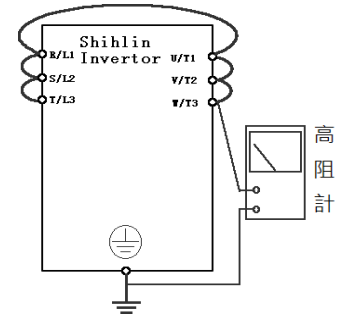 Shihlin
Invertor
R/L1
S/L2
T/L3
U/T1
V/T2
W/T3
高
阻
計